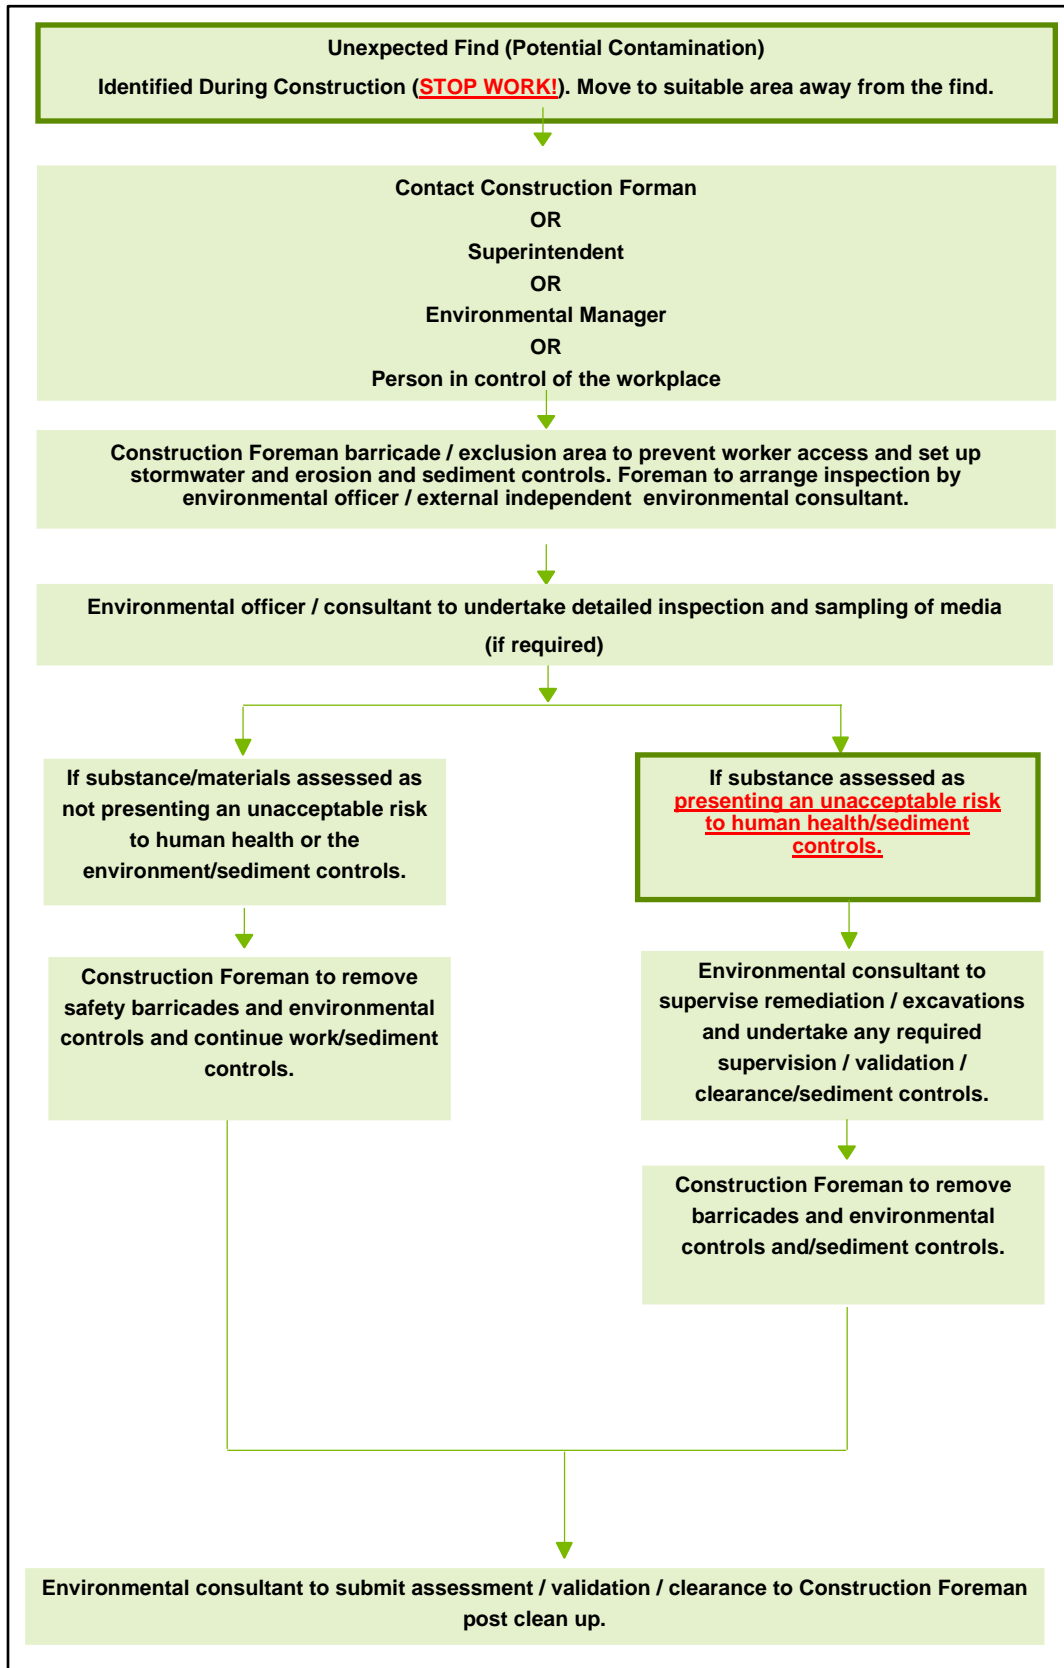 Unexpected Find (Potential Contamination)
Identified During Construction (STOP WORK!). Move to suitable area away from the find.
Contact Construction Forman
OR
Superintendent
OR
Environmental Manager
OR
Person in control of the workplace
Construction Foreman barricade / exclusion area to prevent worker access and set up
stormwater and erosion and sediment controls. Foreman to arrange inspection by
environmental officer / external independent environmental consultant.
Environmental officer / consultant to undertake detailed inspection and sampling of media
(if required)
If substance/materials assessed as
not presenting an unacceptable risk
to human health or the
environment/sediment controls.
If substance assessed as
presenting an unacceptable risk
to human health/sediment
controls.
Construction Foreman to remove
safety barricades and environmental
controls and continue work/sediment
controls.
Environmental consultant to
supervise remediation / excavations
and undertake any required
supervision / validation /
clearance/sediment controls.
Construction Foreman to remove
barricades and environmental
controls and/sediment controls.
Environmental consultant to submit assessment / validation / clearance to Construction Foreman
post clean up.